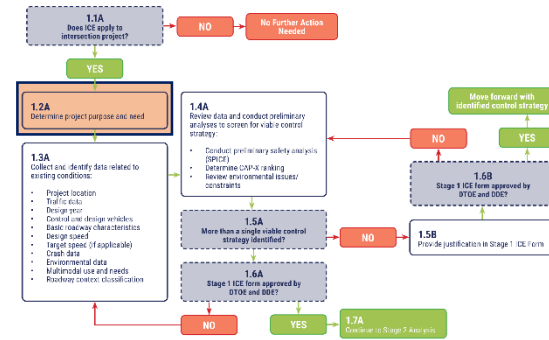 1.1A
Does ICE apply to
intersection project?
NO
No Further Action
Needed
YES
1.2A
Determine project purpose and need
1.3A
Collect and identify data related to
existing conditions:
• Project location
• Traffic data
• Design year
• Control and design vehicles
• Basic roadway characteristics
• Design speed
• Target speed (if applicable)
• Crash data
• Environmental data
• Multimodal use and needs
• Roadway context classification
1.4A
Review data and conduct preliminary
analyses to screen for viable control
strategy:
• Conduct preliminary safety analysis
(SPICE)
• Determine CAP-X ranking
• Review environmental issues/
constraints
1.5A
More than a single viable control
strategy identified?
NO
1.5B
Provide justification in Stage 1 ICE Form
1.6B
Stage 1 ICE form approved by
DTOE and DDE?
NO
YES
Move forward with
identified control strategy
1.6A
Stage 1 ICE form approved by
DTOE and DDE?
NO
YES
1.7A
Continue to Stage 2 Analysis